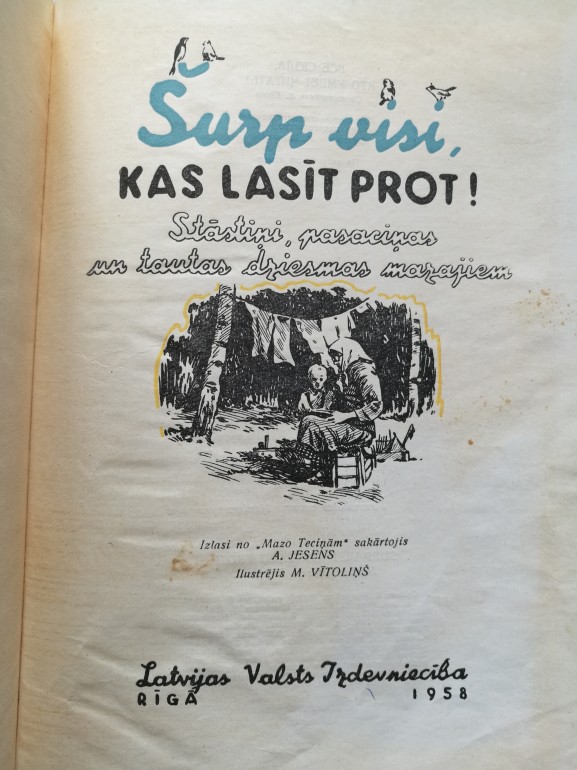 Šurp visi,
KAS LASĪT PROT!
Stāstiņi, pasaciņas
un tautas dziesmas mazajiem
Izlasi no „Mazo Teciņām" sakārtojis
A. JESENS
Ilustrējis M. VĪTOLIŅŠ
Latvijas Valsts Izdevniecība
RĪGĀ 1958